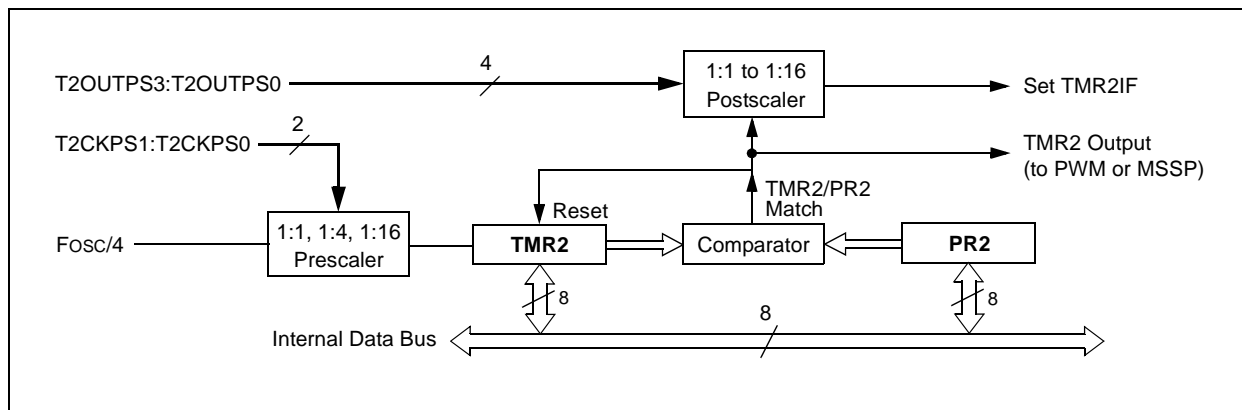 T2OUTPS3:T2OUTPS0
4
1:1 to 1:16
Postscaler
Set TMR2IF
T2CKPS1:T2CKPS0
2
TMR2 Output
(to PWM or MSSP)
TMR2/PR2
Match
Reset
FOSC/4
1:1, 1:4, 1:16
Prescaler
TMR2
Comparator
PR2
8
8
8
Internal Data Bus